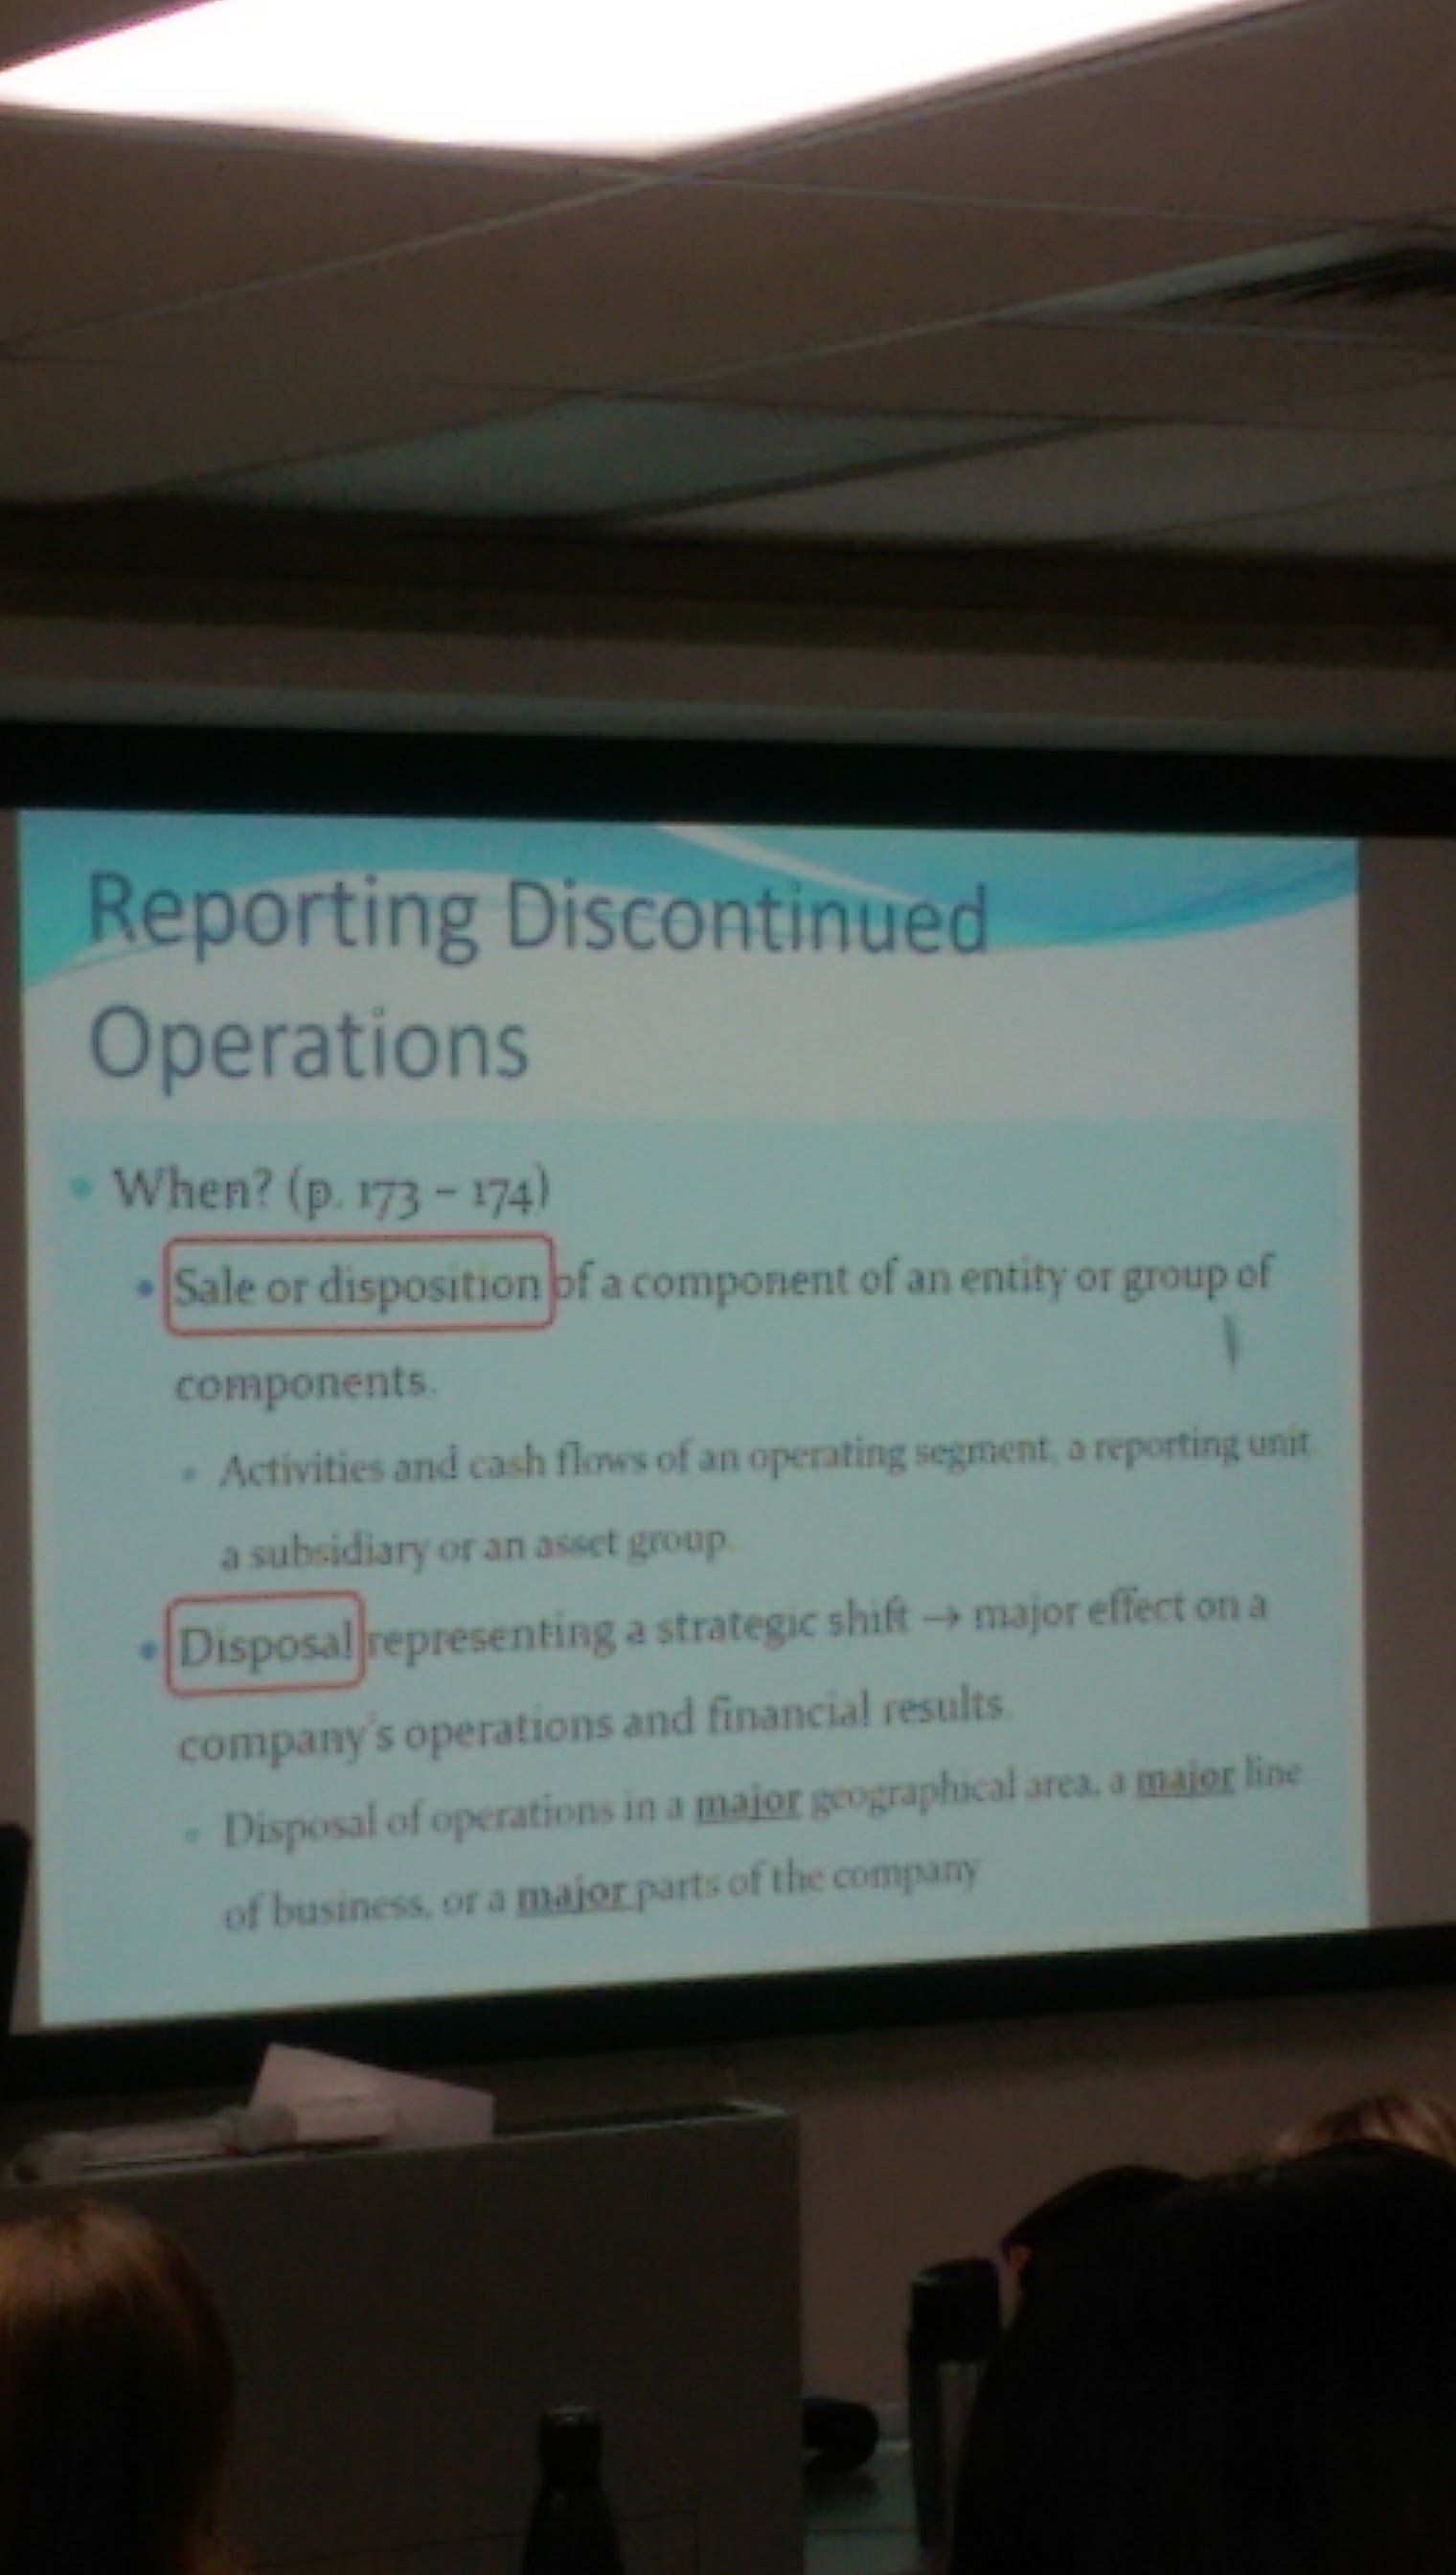 Reporting Discontinued
Operations
• When? (p. 173 – 174)
• Sale or disposition of a component of an entity or group of
components.
• Activities and cash flows of an operating segment, a reporting unit
a subsidiary or an asset group.
• Disposal representing a strategic shift → major effect on a
company's operations and financial results.
• Disposal of operations in a major geographical area, a major line
of business, or a major parts of the company